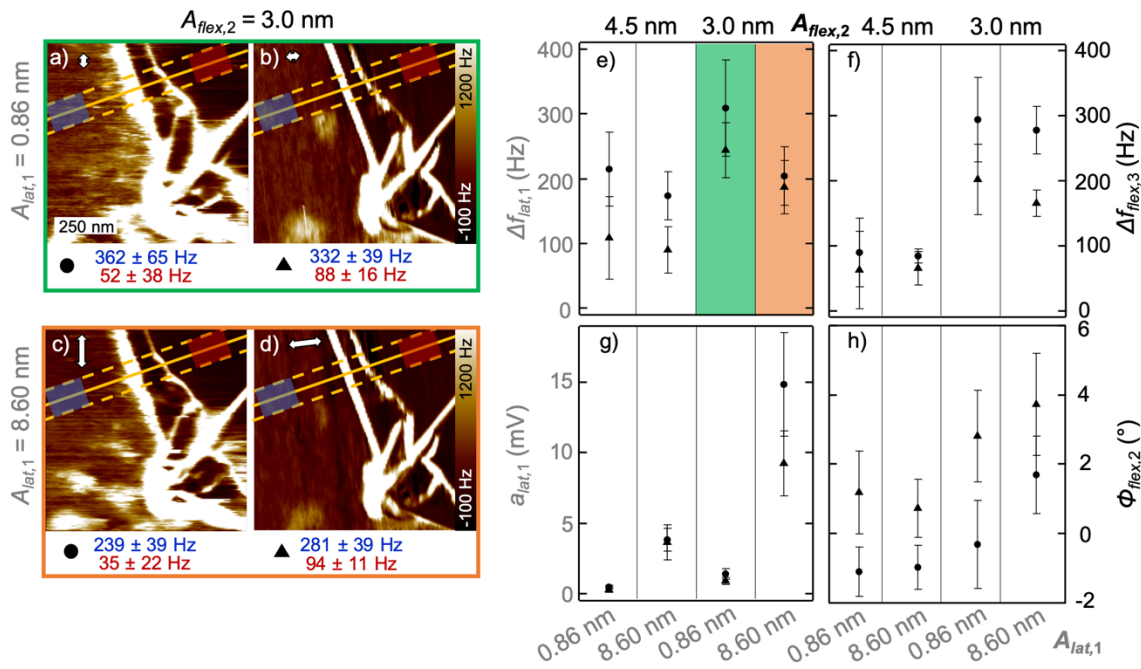 A_flex,2 = 3.0 nm
A_lat,1 = 0.86 nm
a)
b)
250 nm
1200 Hz
-100 Hz
● 362 ± 65 Hz
52 ± 38 Hz
▲ 332 ± 39 Hz
88 ± 16 Hz
A_lat,1 = 8.60 nm
c)
d)
1200 Hz
-100 Hz
● 239 ± 39 Hz
35 ± 22 Hz
▲ 281 ± 39 Hz
94 ± 11 Hz
4.5 nm 3.0 nm A_flex,2 4.5 nm 3.0 nm
e)
Δf_lat,1 (Hz)
400
300
200
100
0
f)
400
300
200
100
0
Δf_flex,3 (Hz)
g)
a_lat,1 (mV)
15
10
5
0
h)
6
4
2
0
-2
Φ_flex,2 (°)
0.86 nm 8.60 nm 0.86 nm 8.60 nm 0.86 nm 8.60 nm 0.86 nm 8.60 nm
A_lat,1